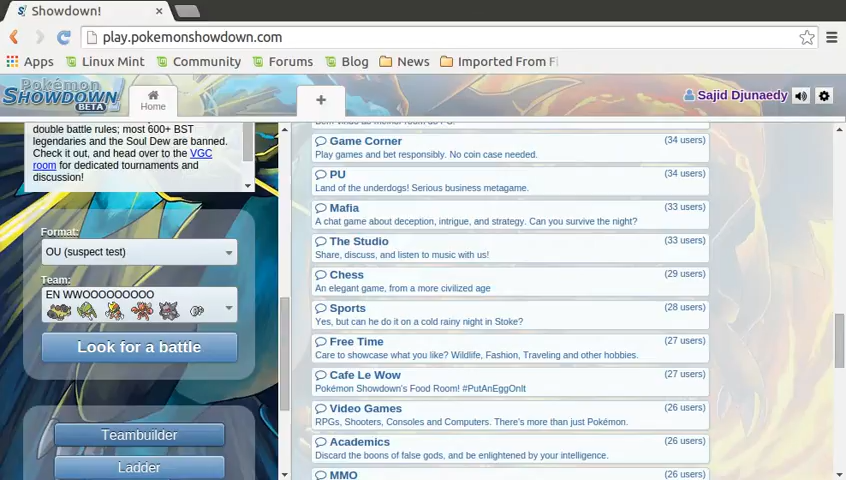 Showdown!
play.pokemonshowdown.com
Apps Linux Mint Community Forums Blog News Imported From Fi
Pokémon
SHOWDOWN
BETA
Home
Sajid Djunaedy
double battle rules; most 600+ BST
legendaries and the Soul Dew are banned.
Check it out, and head over to the VGC
room for dedicated tournaments and
discussion!
Format:
OU (suspect test)
Team:
EN WWOOOOOOOOO
Look for a battle
Teambuilder
Ladder
Game Corner (34 users)
Play games and bet responsibly. No coin case needed.
PU (34 users)
Land of the underdogs! Serious business metagame.
Mafia (33 users)
A chat game about deception, intrigue, and strategy. Can you survive the night?
The Studio (33 users)
Share, discuss, and listen to music with us!
Chess (29 users)
An elegant game, from a more civilized age
Sports (28 users)
Yes, but can he do it on a cold rainy night in Stoke?
Free Time (27 users)
Care to showcase what you like? Wildlife, Fashion, Traveling and other hobbies.
Cafe Le Wow (27 users)
Pokémon Showdown's Food Room! #PutAnEggOnIt
Video Games (26 users)
RPGs, Shooters, Consoles and Computers. There's more than just Pokémon.
Academics (26 users)
Discard the boons of false gods, and be enlightened by your intelligence.
MMO (26 users)